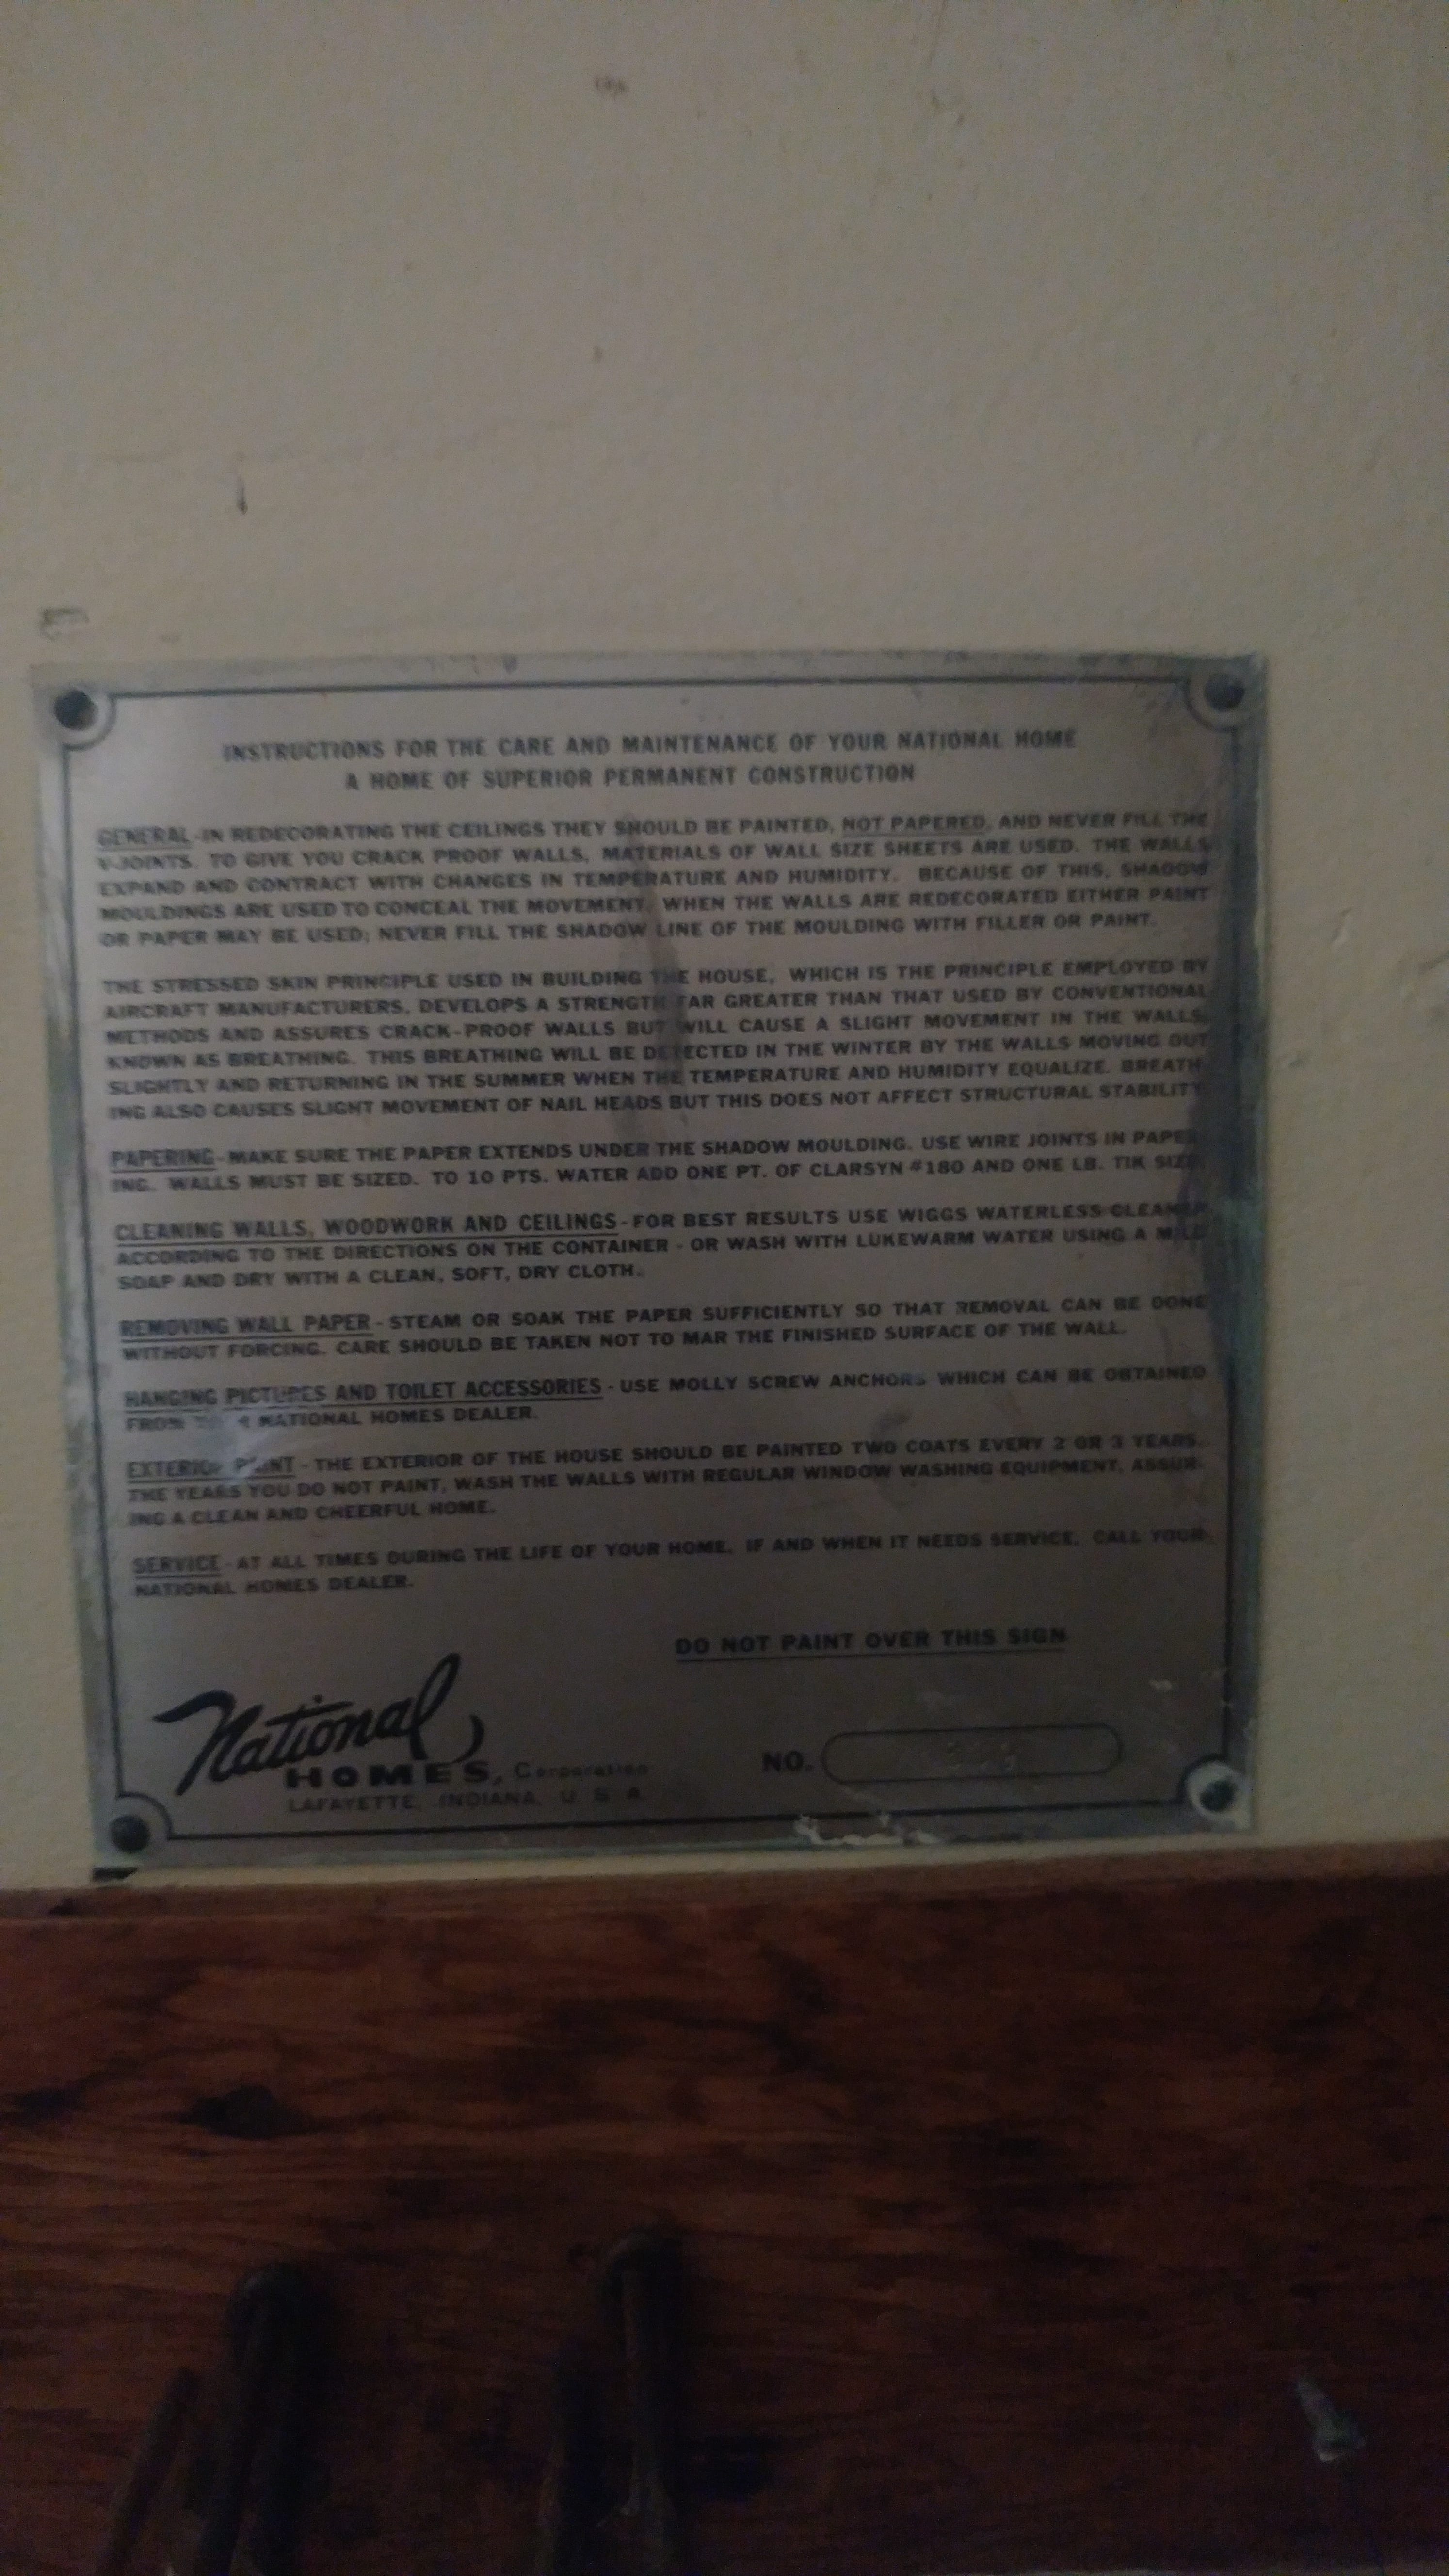 INSTRUCTIONS FOR THE CARE AND MAINTENANCE OF YOUR NATIONAL HOME
A HOME OF SUPERIOR PERMANENT CONSTRUCTION
GENERAL-IN REDECORATING THE CEILINGS THEY SHOULD BE PAINTED, NOT PAPERED, AND NEVER FILL THE
V-JOINTS. TO GIVE YOU CRACK PROOF WALLS, MATERIALS OF WALL SIZE SHEETS ARE USED. THE WALLS
EXPAND AND CONTRACT WITH CHANGES IN TEMPERATURE AND HUMIDITY. BECAUSE OF THIS, SHADOW
MOULDINGS ARE USED TO CONCEAL THE MOVEMENT. WHEN THE WALLS ARE REDECORATED EITHER PAINT
OR PAPER MAY BE USED; NEVER FILL THE SHADOW LINE OF THE MOULDING WITH FILLER OR PAINT.
THE STRESSED SKIN PRINCIPLE USED IN BUILDING THE HOUSE, WHICH IS THE PRINCIPLE EMPLOYED BY
AIRCRAFT MANUFACTURERS, DEVELOPS A STRENGTH FAR GREATER THAN THAT USED BY CONVENTIONAL
METHODS AND ASSURES CRACK-PROOF WALLS BUT WILL CAUSE A SLIGHT MOVEMENT IN THE WALLS
KNOWN AS BREATHING. THIS BREATHING WILL BE DETECTED IN THE WINTER BY THE WALLS MOVING OUT
SLIGHTLY AND RETURNING IN THE SUMMER WHEN THE TEMPERATURE AND HUMIDITY EQUALIZE. BREATH-
ING ALSO CAUSES SLIGHT MOVEMENT OF NAIL HEADS BUT THIS DOES NOT AFFECT STRUCTURAL STABILITY
PAPERING-MAKE SURE THE PAPER EXTENDS UNDER THE SHADOW MOULDING. USE WIRE JOINTS IN PAPER-
ING. WALLS MUST BE SIZED. TO 10 PTS. WATER ADD ONE PT. OF CLARSYN #180 AND ONE LB. TIK SIZE.
CLEANING WALLS, WOODWORK AND CEILINGS-FOR BEST RESULTS USE WIGGS WATERLESS CLEANER
ACCORDING TO THE DIRECTIONS ON THE CONTAINER - OR WASH WITH LUKEWARM WATER USING A MILD
SOAP AND DRY WITH A CLEAN, SOFT, DRY CLOTH.
REMOVING WALL PAPER-STEAM OR SOAK THE PAPER SUFFICIENTLY SO THAT REMOVAL CAN BE DONE
WITHOUT FORCING. CARE SHOULD BE TAKEN NOT TO MAR THE FINISHED SURFACE OF THE WALL.
HANGING PICTURES AND TOILET ACCESSORIES-USE MOLLY SCREW ANCHORS WHICH CAN BE OBTAINED
FROM NATIONAL HOMES DEALER.
EXTERIOR PAINT-THE EXTERIOR OF THE HOUSE SHOULD BE PAINTED TWO COATS EVERY 2 OR 3 YEARS.
THE YEARS YOU DO NOT PAINT, WASH THE WALLS WITH REGULAR WINDOW WASHING EQUIPMENT, ASSUR-
ING A CLEAN AND CHEERFUL HOME.
SERVICE-AT ALL TIMES DURING THE LIFE OF YOUR HOME, IF AND WHEN IT NEEDS SERVICE, CALL YOUR
NATIONAL HOMES DEALER.
DO NOT PAINT OVER THIS SIGN
National
HOMES, Corporation
LAFAYETTE, INDIANA, U. S. A.
NO.